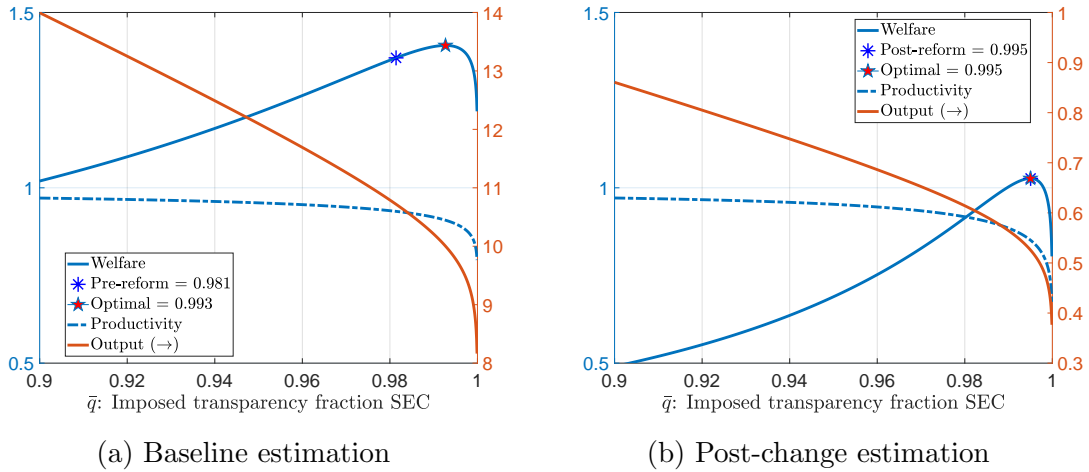 1.5
1
0.5
14
13
12
11
10
9
8
Welfare
Pre-reform = 0.981
Optimal = 0.993
Productivity
Output (→)
0.9
0.92
0.94
0.96
0.98
1
q̄: Imposed transparency fraction SEC
(a) Baseline estimation
1.5
1
0.5
1
0.9
0.8
0.7
0.6
0.5
0.4
0.3
Welfare
Post-reform = 0.995
Optimal = 0.995
Productivity
Output (→)
0.9
0.92
0.94
0.96
0.98
1
q̄: Imposed transparency fraction SEC
(b) Post-change estimation